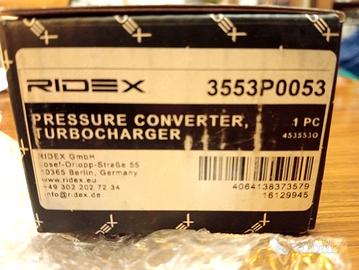 RIDEX
3553P0053
PRESSURE CONVERTER,
TURBOCHARGER
1 PC
4535510
RIDEX GmbH
Josef-Orlopp-Straße 55
10365 Berlin, Germany
www.ridex.eu
+49 302 202 72 34
info@ridex.de
4064138373579
16129945